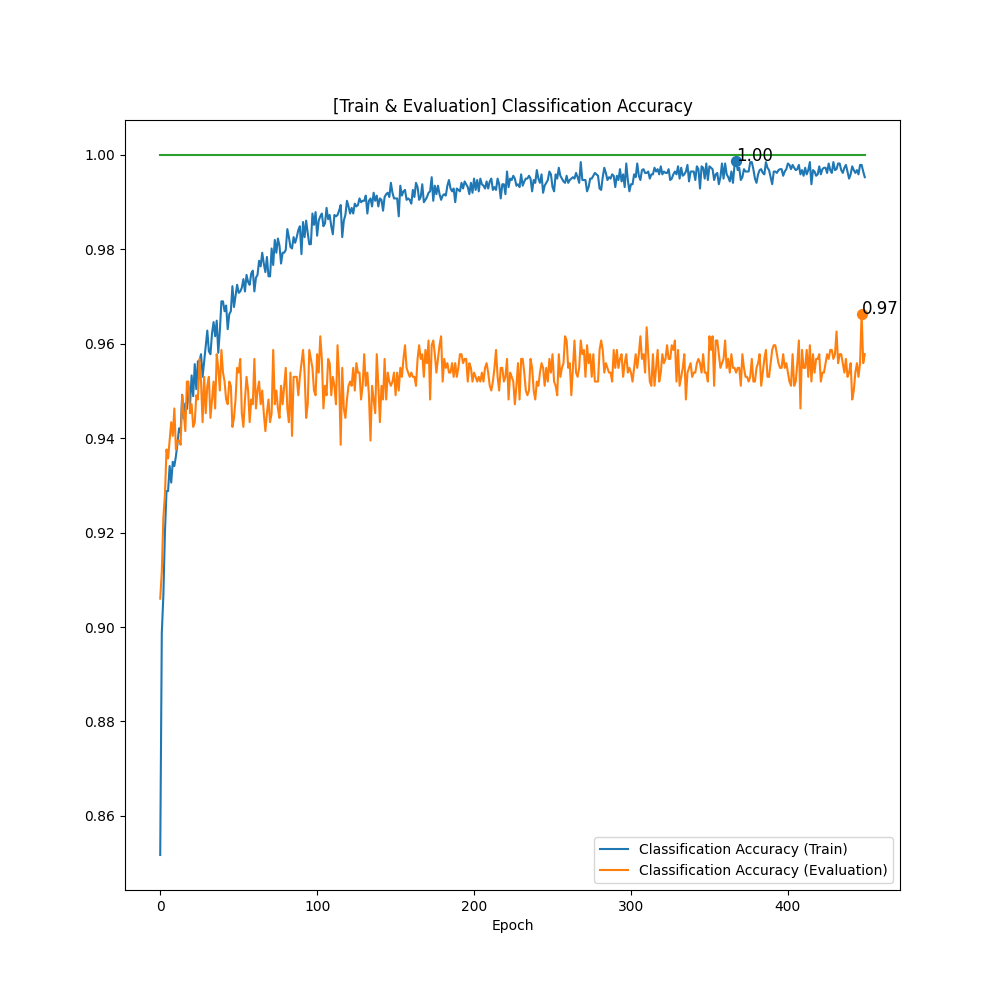 [Train & Evaluation] Classification Accuracy
1.00
1.00
0.98
0.97
0.96
0.94
0.92
0.90
0.88
0.86
Classification Accuracy (Train)
Classification Accuracy (Evaluation)
0 100 200 300 400
Epoch